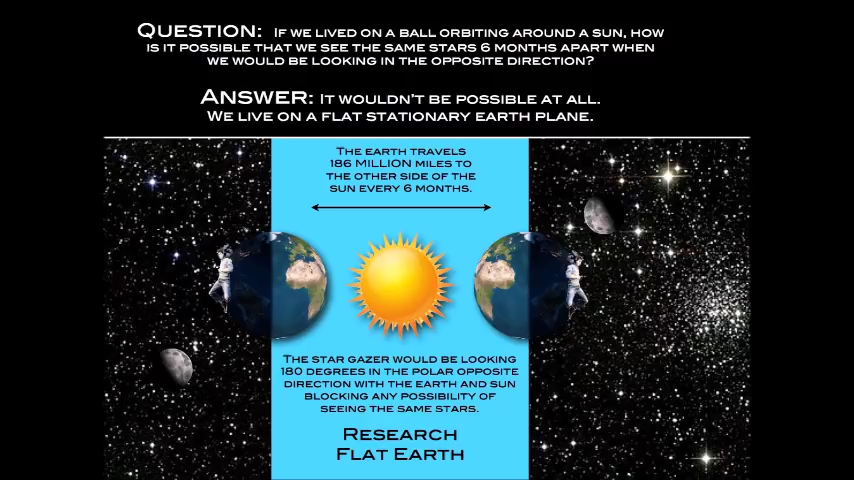 QUESTION: IF WE LIVED ON A BALL ORBITING AROUND A SUN, HOW
IS IT POSSIBLE THAT WE SEE THE SAME STARS 6 MONTHS APART WHEN
WE WOULD BE LOOKING IN THE OPPOSITE DIRECTION?
ANSWER: IT WOULDN'T BE POSSIBLE AT ALL.
WE LIVE ON A FLAT STATIONARY EARTH PLANE.
THE EARTH TRAVELS
186 MILLION MILES TO
THE OTHER SIDE OF THE
SUN EVERY 6 MONTHS.
THE STAR GAZER WOULD BE LOOKING
180 DEGREES IN THE POLAR OPPOSITE
DIRECTION WITH THE EARTH AND SUN
BLOCKING ANY POSSIBILITY OF
SEEING THE SAME STARS.
RESEARCH
FLAT EARTH